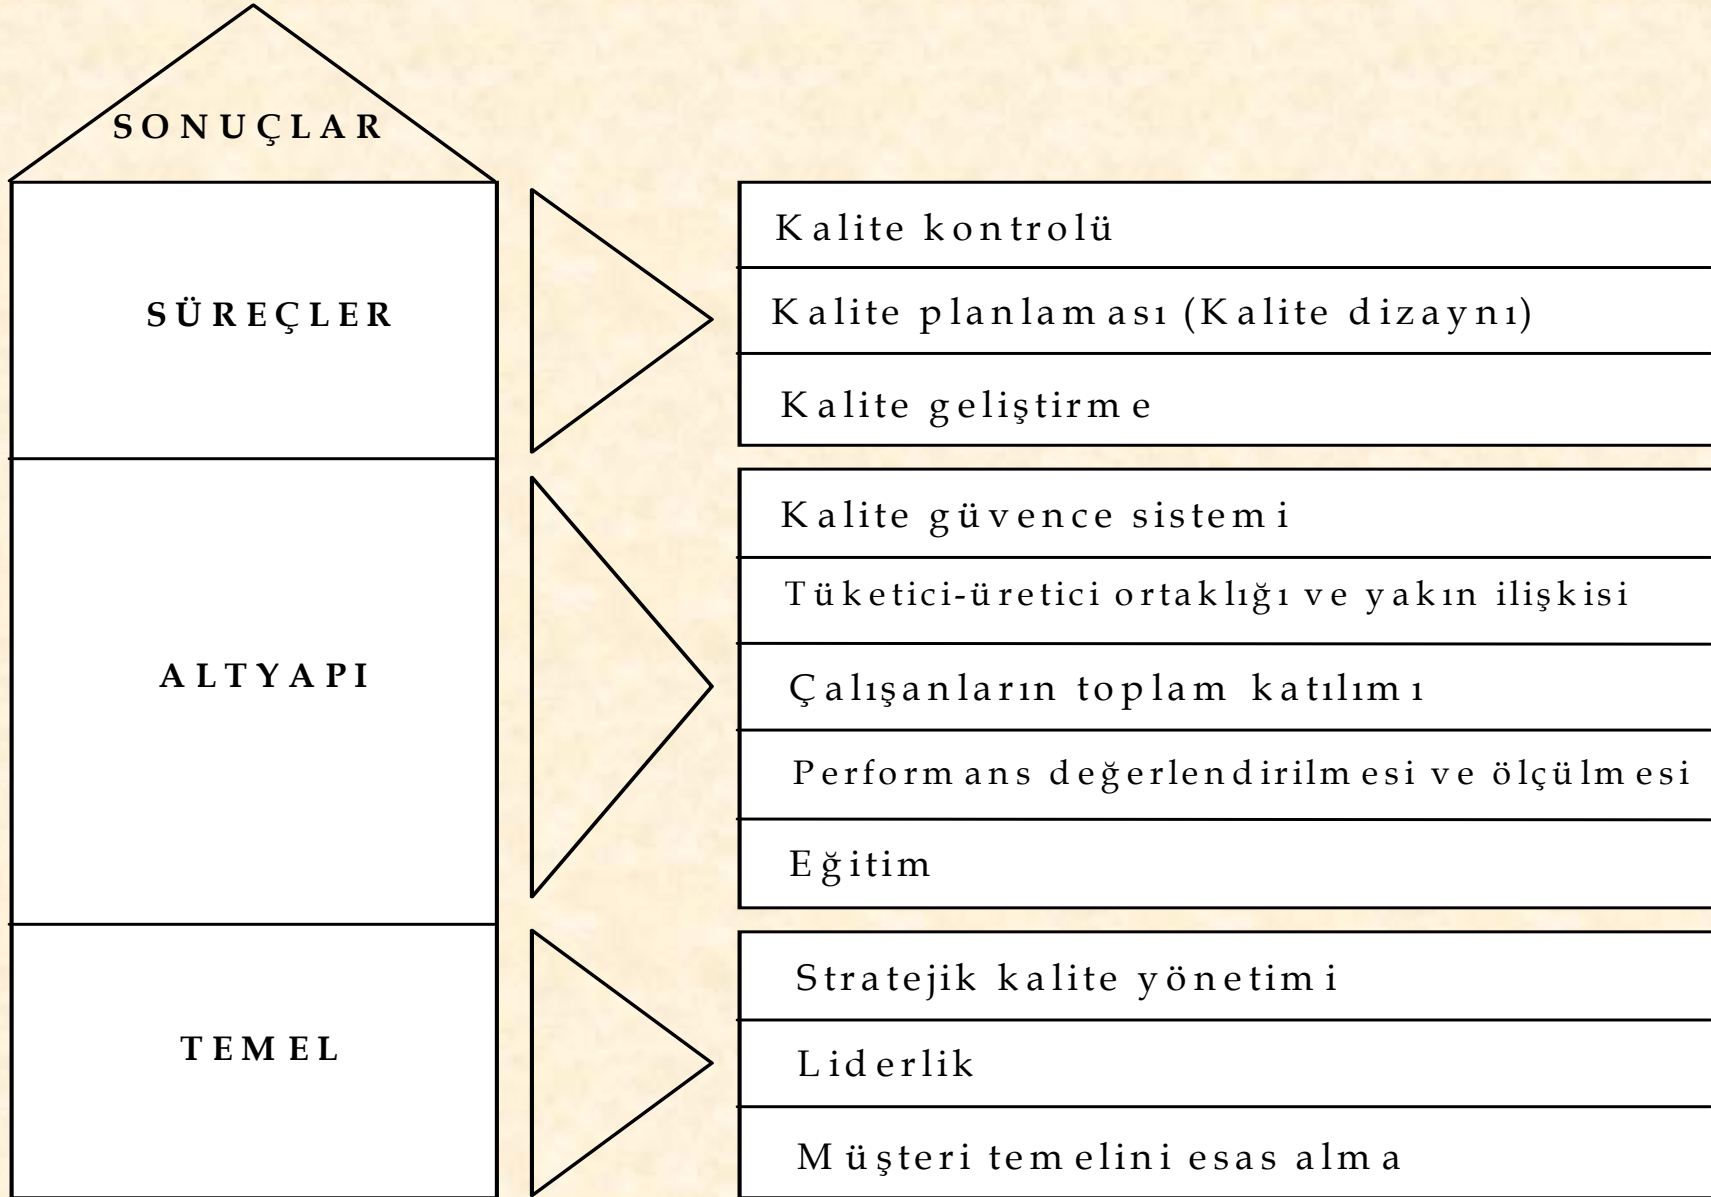 SONUÇLAR
SÜREÇLER
Kalite kontrolü
Kalite planlaması (Kalite dizaynı)
Kalite geliştirme
ALTYAPI
Kalite güvence sistemi
Tüketici-üretici ortaklığı ve yakın ilişkisi
Çalışanların toplam katılımı
Performans değerlendirilmesi ve ölçülmesi
Eğitim
TEMEL
Stratejik kalite yönetimi
Liderlik
Müşteri temelini esas alma